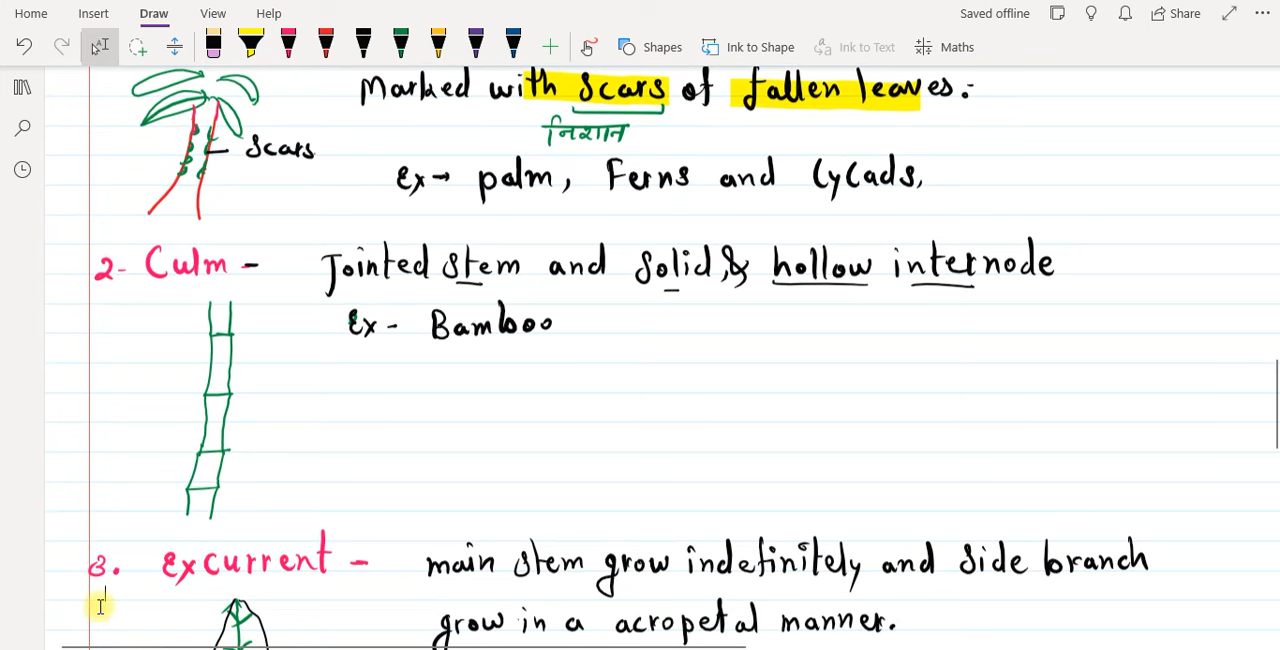 Home Insert Draw View Help Saved offline Share
Shapes Ink to Shape Ink to Text Maths
Marked with Scars of fallen leaves:-
निशान
Scars
Ex→ palm, Ferns and Cycads,
2- Culm - Jointed stem and Solid & hollow internode
Ex - Bamboo
3. Excurrent - main stem grow indefinitely and side branch
grow in a acropetal manner.